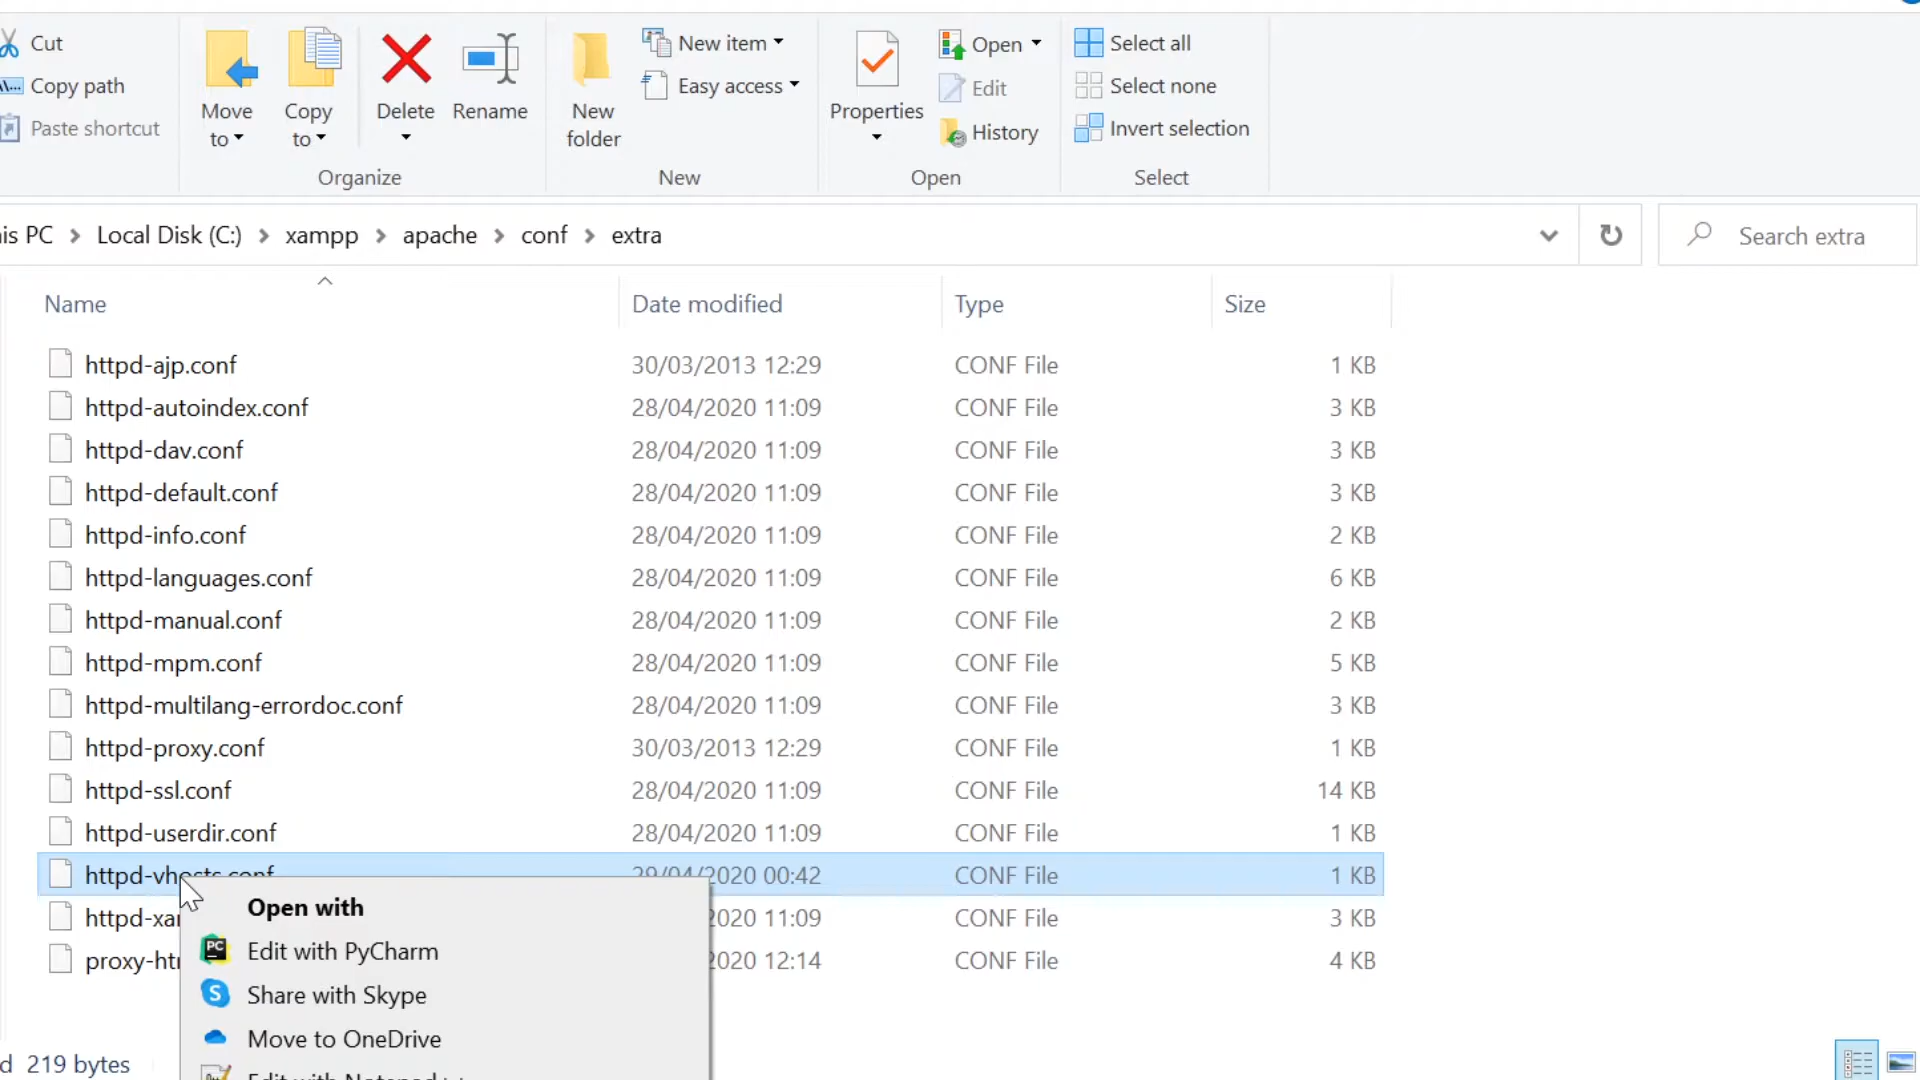 Cut
Copy path
Paste shortcut
Move to
Copy to
Delete
Rename
Organize
New folder
New item
Easy access
New
Properties
Open
Edit
History
Open
Select all
Select none
Invert selection
Select
PC > Local Disk (C:) > xampp > apache > conf > extra
Search extra
Name Date modified Type Size
httpd-ajp.conf 30/03/2013 12:29 CONF File 1 KB
httpd-autoindex.conf 28/04/2020 11:09 CONF File 3 KB
httpd-dav.conf 28/04/2020 11:09 CONF File 3 KB
httpd-default.conf 28/04/2020 11:09 CONF File 3 KB
httpd-info.conf 28/04/2020 11:09 CONF File 2 KB
httpd-languages.conf 28/04/2020 11:09 CONF File 6 KB
httpd-manual.conf 28/04/2020 11:09 CONF File 2 KB
httpd-mpm.conf 28/04/2020 11:09 CONF File 5 KB
httpd-multilang-errordoc.conf 28/04/2020 11:09 CONF File 3 KB
httpd-proxy.conf 30/03/2013 12:29 CONF File 1 KB
httpd-ssl.conf 28/04/2020 11:09 CONF File 14 KB
httpd-userdir.conf 28/04/2020 11:09 CONF File 1 KB
httpd-vhosts.conf 29/04/2020 00:42 CONF File 1 KB
2020 11:09 CONF File 3 KB
2020 12:14 CONF File 4 KB
Open with
Edit with PyCharm
Share with Skype
Move to OneDrive
Edit with
219 bytes